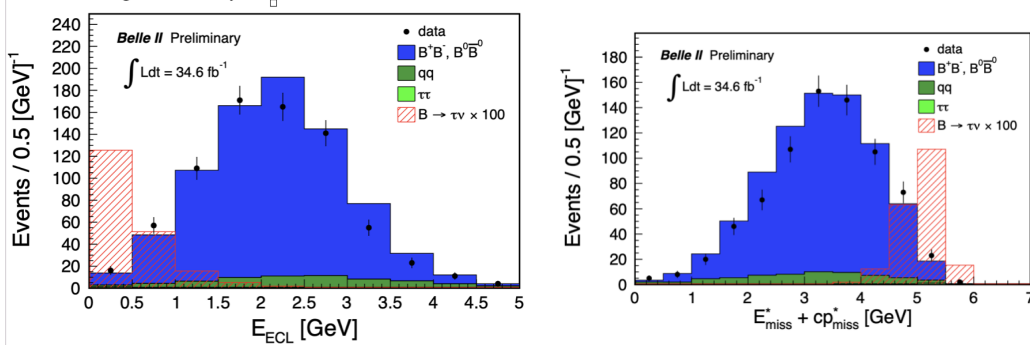 240
220
200
180
160
140
120
100
80
60
40
20
0
Events / 0.5 [GeV]⁻¹
Belle II Preliminary
∫ Ldt = 34.6 fb⁻¹
data
B⁺B⁻, B⁰B̅⁰
qq
ττ
B → τν × 100
0 0.5 1 1.5 2 2.5 3 3.5 4 4.5 5
E_ECL [GeV]
180
160
140
120
100
80
60
40
20
0
Events / 0.5 [GeV]⁻¹
Belle II Preliminary
∫ Ldt = 34.6 fb⁻¹
data
B⁺B⁻, B⁰B̅⁰
qq
ττ
B → τν × 100
0 1 2 3 4 5 6 7
E*_miss + cp*_miss [GeV]